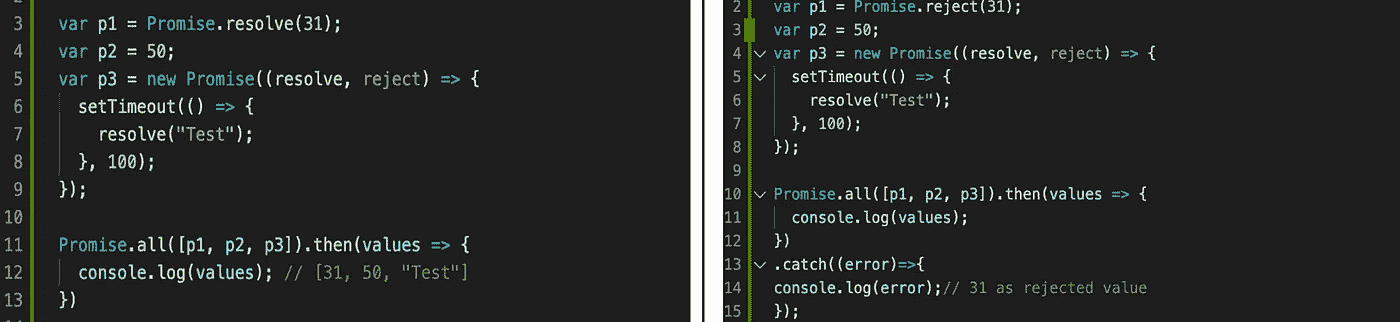 3 var p1 = Promise.resolve(31);
4 var p2 = 50;
5 var p3 = new Promise((resolve, reject) => {
6 setTimeout(() => {
7 resolve("Test");
8 }, 100);
9 });
10
11 Promise.all([p1, p2, p3]).then(values => {
12 console.log(values); // [31, 50, "Test"]
13 })
2 var p1 = Promise.reject(31);
3 var p2 = 50;
4 var p3 = new Promise((resolve, reject) => {
5 setTimeout(() => {
6 resolve("Test");
7 }, 100);
8 });
9
10 Promise.all([p1, p2, p3]).then(values => {
11 console.log(values);
12 })
13 .catch((error)=>{
14 console.log(error);// 31 as rejected value
15 });